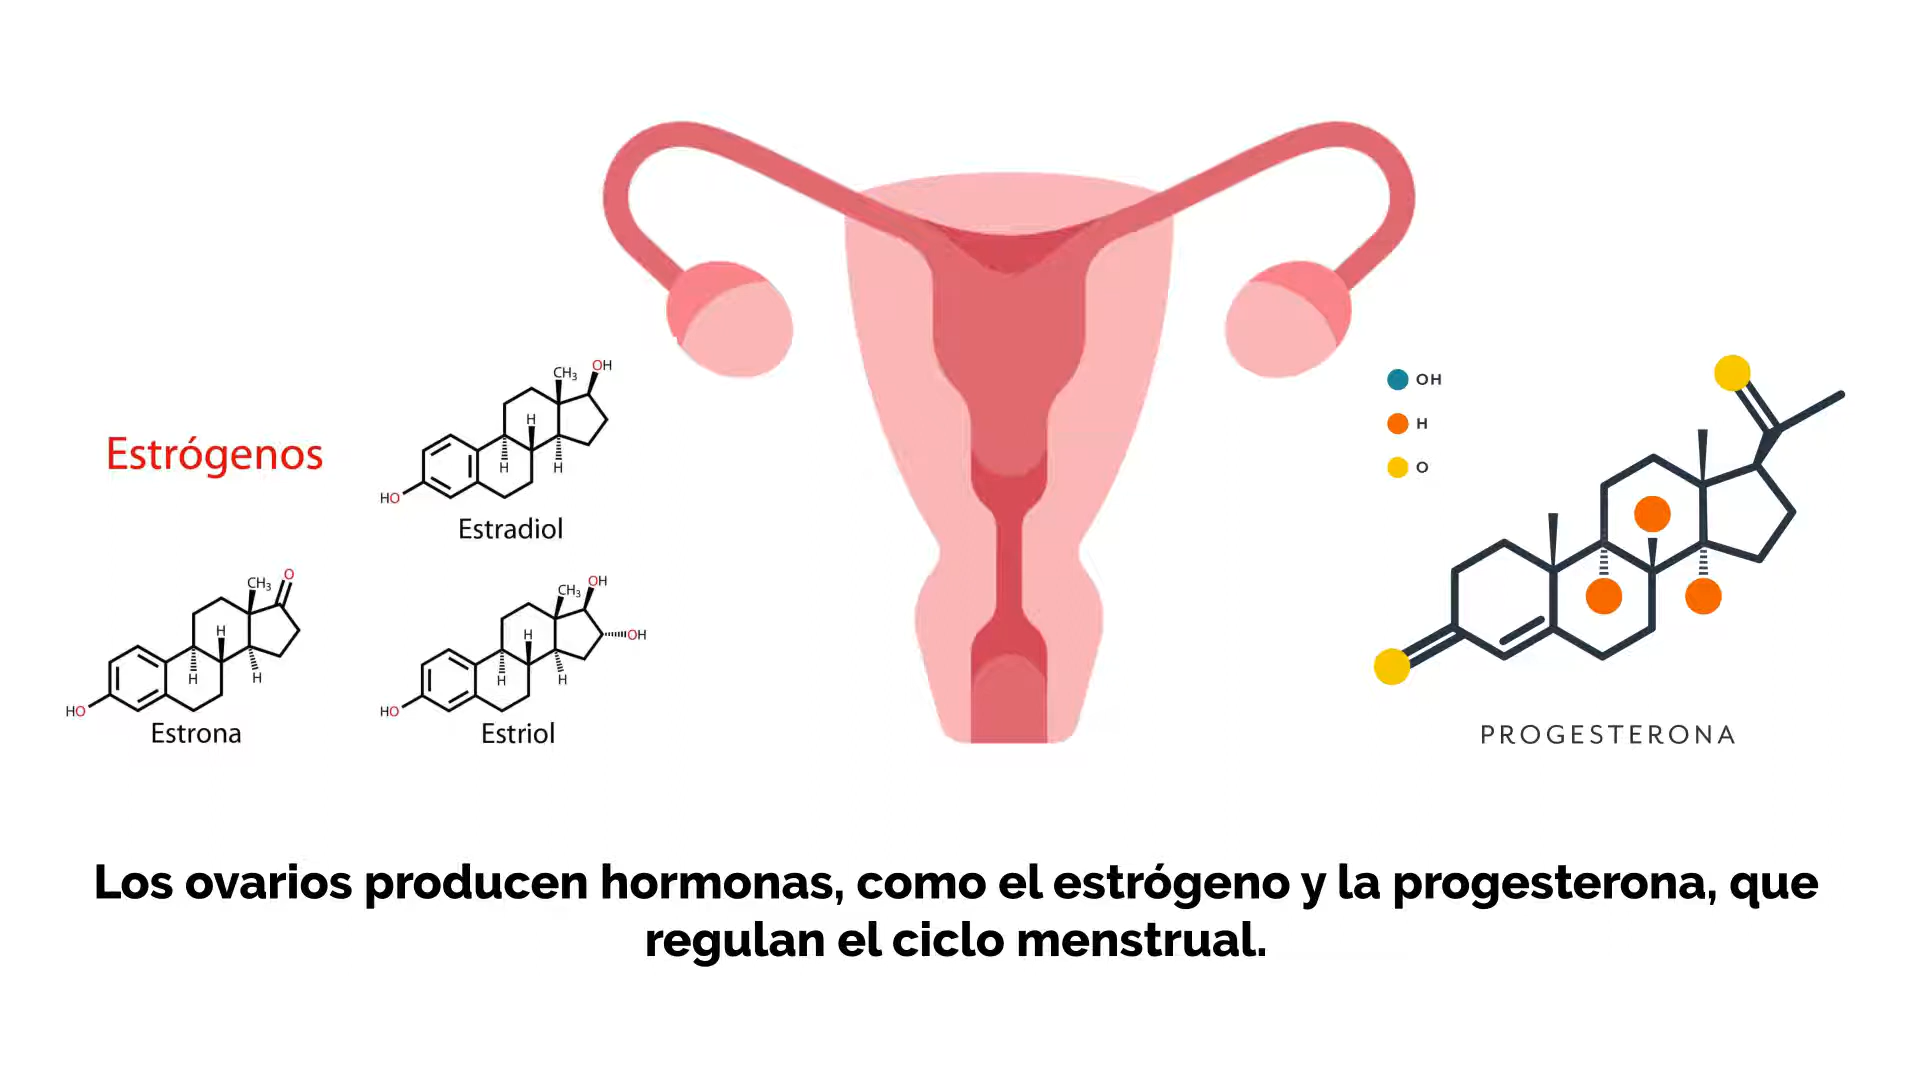 CH₃
OH
H
H
H
HO
Estradiol
Estrógenos
CH₃
O
H
H
H
HO
Estrona
CH₃
OH
OH
H
H
H
HO
Estriol
OH
H
O
PROGESTERONA
Los ovarios producen hormonas, como el estrógeno y la progesterona, que
regulan el ciclo menstrual.